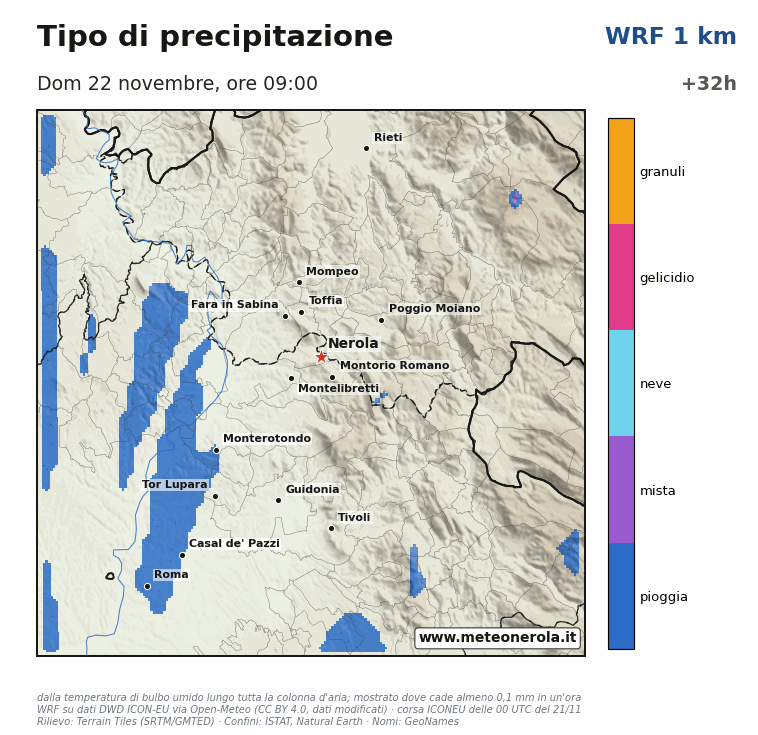 Tipo di precipitazione
WRF 1 km
Dom 22 novembre, ore 09:00
+32h
Rieti
granuli
gelicidio
Mompeo
Toffia
Fara in Sabina
Poggio Moiano
Nerola
Montorio Romano
Montelibretti
neve
Monterotondo
Tor Lupara
Guidonia
mista
Tivoli
Casal de' Pazzi
Roma
pioggia
www.meteonerola.it
dalla temperatura di bulbo umido lungo tutta la colonna d'aria; mostrato dove cade almeno 0,1 mm in un'ora
WRF su dati DWD ICON-EU via Open-Meteo (CC BY 4.0, dati modificati) · corsa ICONEU delle 00 UTC del 21/11
Rilievo: Terrain Tiles (SRTM/GMTED) · Confini: ISTAT, Natural Earth · Nomi: GeoNames